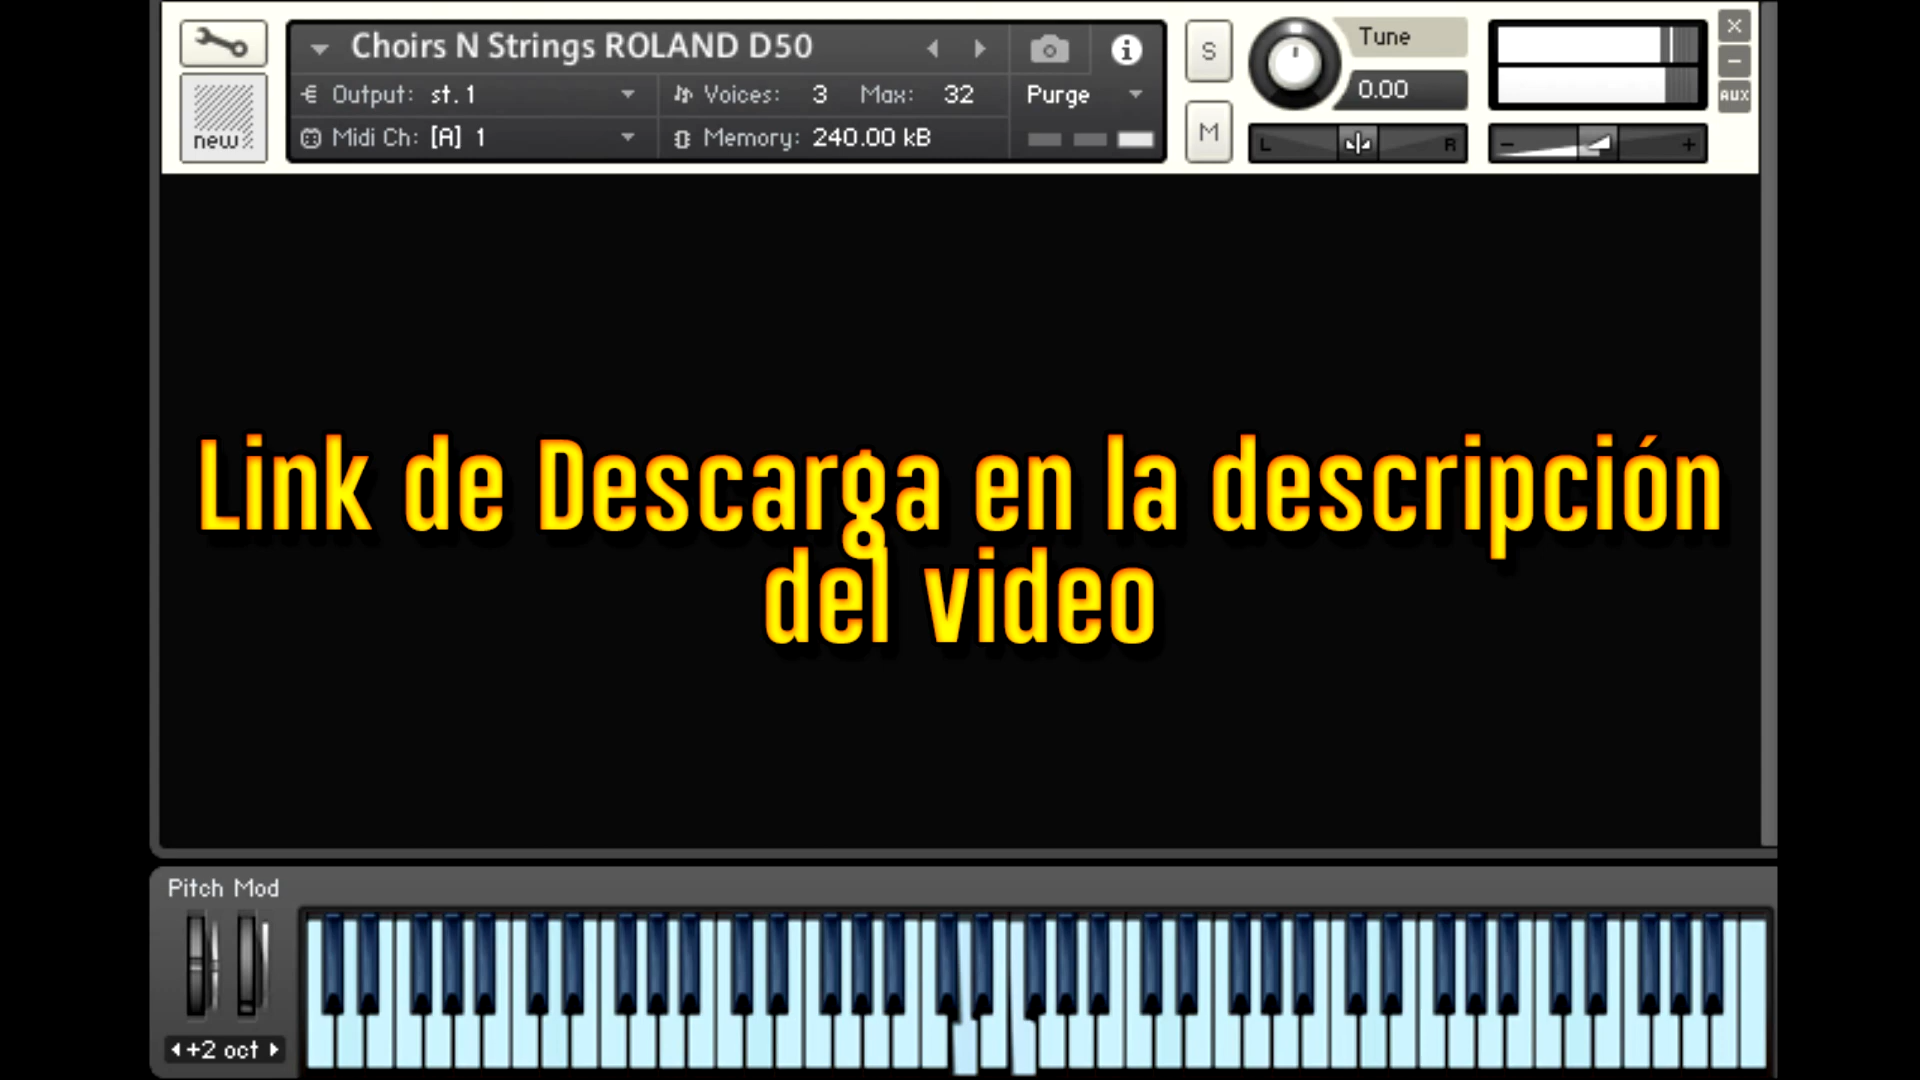 Choirs N Strings ROLAND D50
Output: st. 1
Voices: 3 Max: 32
Purge
Midi Ch: [A] 1
Memory: 240.00 kB
new
S
M
Tune
0.00
L R
- +
x
-
AUX
Link de Descarga en la descripción
del video
Pitch Mod
+2 oct